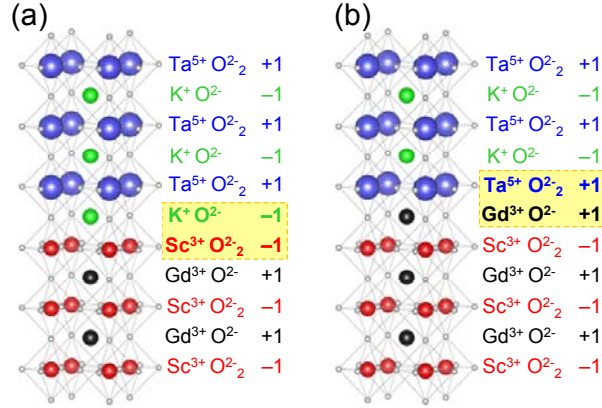 (a)
Ta⁵⁺ O²⁻₂ +1
K⁺ O²⁻ –1
Ta⁵⁺ O²⁻₂ +1
K⁺ O²⁻ –1
Ta⁵⁺ O²⁻₂ +1
K⁺ O²⁻ –1
Sc³⁺ O²⁻₂ –1
Gd³⁺ O²⁻ +1
Sc³⁺ O²⁻₂ –1
Gd³⁺ O²⁻ +1
Sc³⁺ O²⁻₂ –1
(b)
Ta⁵⁺ O²⁻₂ +1
K⁺ O²⁻ –1
Ta⁵⁺ O²⁻₂ +1
K⁺ O²⁻ –1
Ta⁵⁺ O²⁻₂ +1
Gd³⁺ O²⁻ +1
Sc³⁺ O²⁻₂ –1
Gd³⁺ O²⁻ +1
Sc³⁺ O²⁻₂ –1
Gd³⁺ O²⁻ +1
Sc³⁺ O²⁻₂ –1